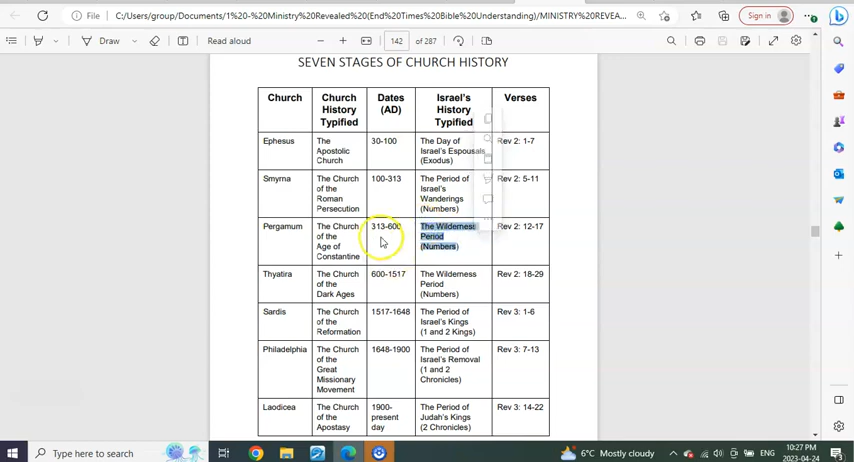 File
C:/Users/group/Documents/1%20-%20Ministry%20Revealed%20(End%20Times%20Bible%20Understanding)/MINISTRY%20REVEA...
Sign in
Draw
Read aloud
142 of 287
SEVEN STAGES OF CHURCH HISTORY
Church
Church History Typified
Dates (AD)
Israel's History Typified
Verses
Ephesus
The Apostolic Church
30-100
The Day of Israel's Espousals (Exodus)
Rev 2: 1-7
Smyrna
The Church of the Roman Persecution
100-313
The Period of Israel's Wanderings (Numbers)
Rev 2: 5-11
Pergamum
The Church of the Age of Constantine
313-600
The Wilderness Period (Numbers)
Rev 2: 12-17
Thyatira
The Church of the Dark Ages
600-1517
The Wilderness Period (Numbers)
Rev 2: 18-29
Sardis
The Church of the Reformation
1517-1648
The Period of Israel's Kings (1 and 2 Kings)
Rev 3: 1-6
Philadelphia
The Church of the Great Missionary Movement
1648-1900
The Period of Israel's Removal (1 and 2 Chronicles)
Rev 3: 7-13
Laodicea
The Church of the Apostasy
1900-present day
The Period of Judah's Kings (2 Chronicles)
Rev 3: 14-22
Type here to search
6°C Mostly cloudy
ENG
10:27 PM
2023-04-24